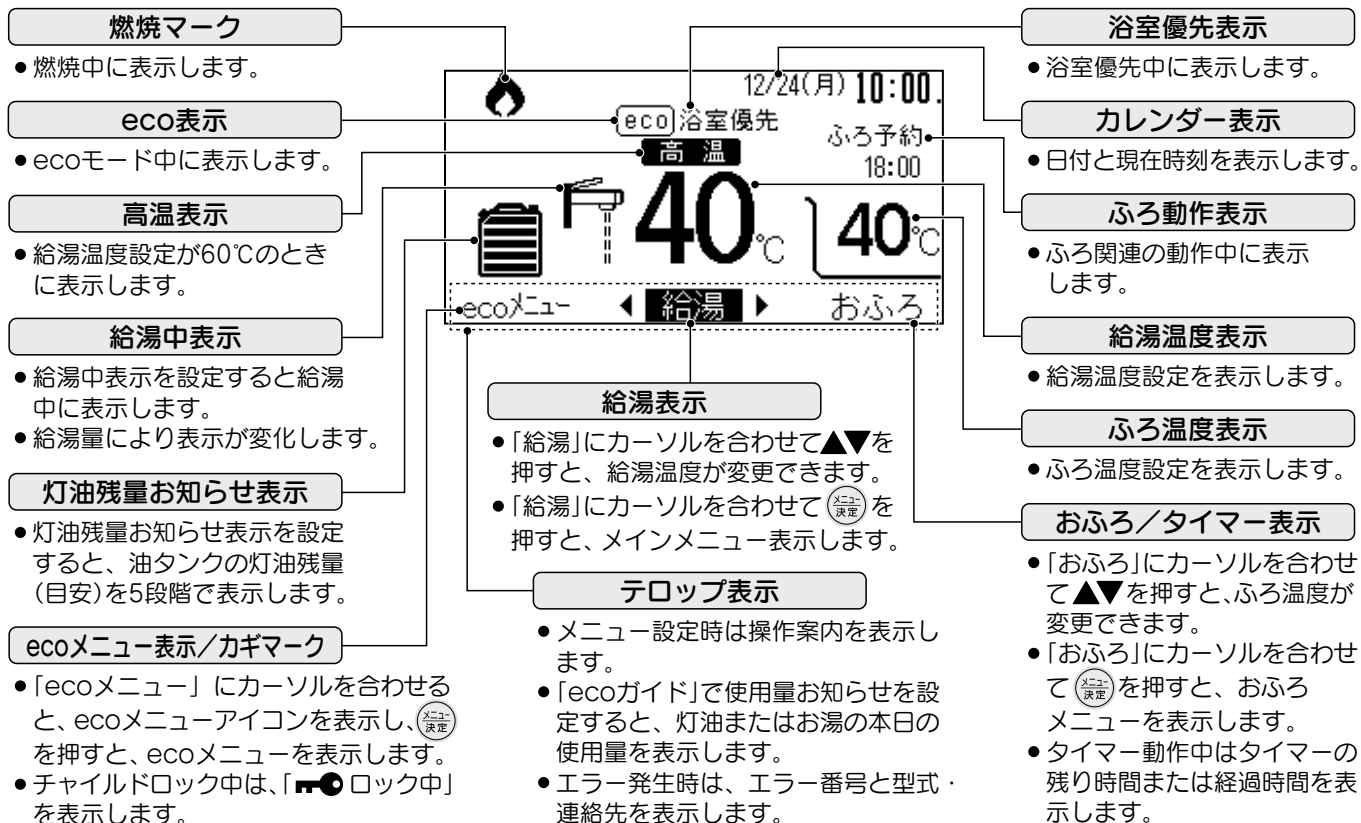 燃焼マーク
●燃焼中に表示します。
eco表示
●ecoモード中に表示します。
高温表示
●給湯温度設定が60℃のとき
に表示します。
給湯中表示
●給湯中表示を設定すると給湯
中に表示します。
●給湯量により表示が変化します。
灯油残量お知らせ表示
●灯油残量お知らせ表示を設定
すると、油タンクの灯油残量
(目安)を5段階で表示します。
ecoメニュー表示/カギマーク
●「ecoメニュー」にカーソルを合わせる
と、ecoメニューアイコンを表示し、メニュー決定
を押すと、ecoメニューを表示します。
●チャイルドロック中は、「ロック中」
を表示します。
12/24(月) 10:00
eco 浴室優先
ふろ予約
高温
18:00
40℃
40℃
ecoメニュー ◀ 給湯 ▶ おふろ
給湯表示
●「給湯」にカーソルを合わせて▲▼を
押すと、給湯温度が変更できます。
●「給湯」にカーソルを合わせてメニュー決定を
押すと、メインメニュー表示します。
テロップ表示
●メニュー設定時は操作案内を表示し
ます。
●「ecoガイド」で使用量お知らせを設
定すると、灯油またはお湯の本日の
使用量を表示します。
●エラー発生時は、エラー番号と型式・
連絡先を表示します。
浴室優先表示
●浴室優先中に表示します。
カレンダー表示
●日付と現在時刻を表示します。
ふろ動作表示
●ふろ関連の動作中に表示
します。
給湯温度表示
●給湯温度設定を表示します。
ふろ温度表示
●ふろ温度設定を表示します。
おふろ/タイマー表示
●「おふろ」にカーソルを合わせ
て▲▼を押すと、ふろ温度が
変更できます。
●「おふろ」にカーソルを合わせ
てメニュー決定を押すと、おふろ
メニューを表示します。
●タイマー動作中はタイマーの
残り時間または経過時間を表
示します。